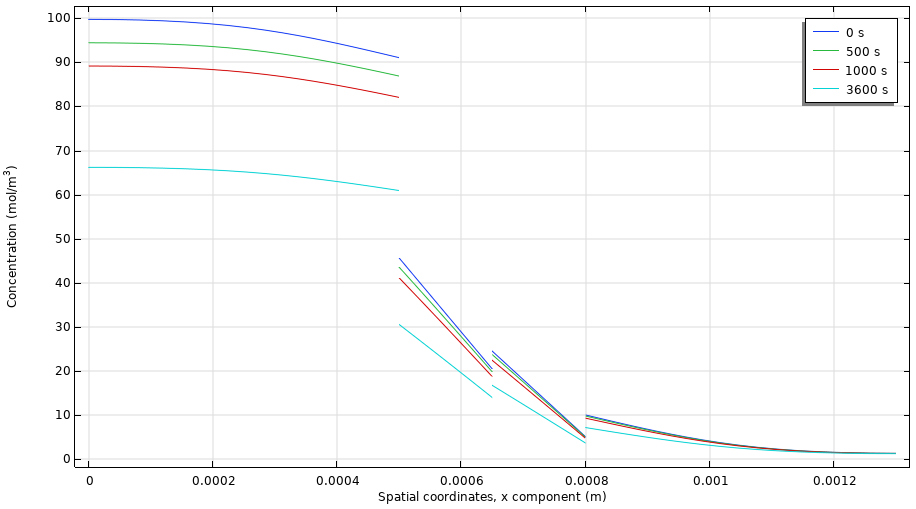 100
90
80
70
60
50
40
30
20
10
0
Concentration (mol/m³)
0 s
500 s
1000 s
3600 s
0 0.0002 0.0004 0.0006 0.0008 0.001 0.0012
Spatial coordinates, x component (m)